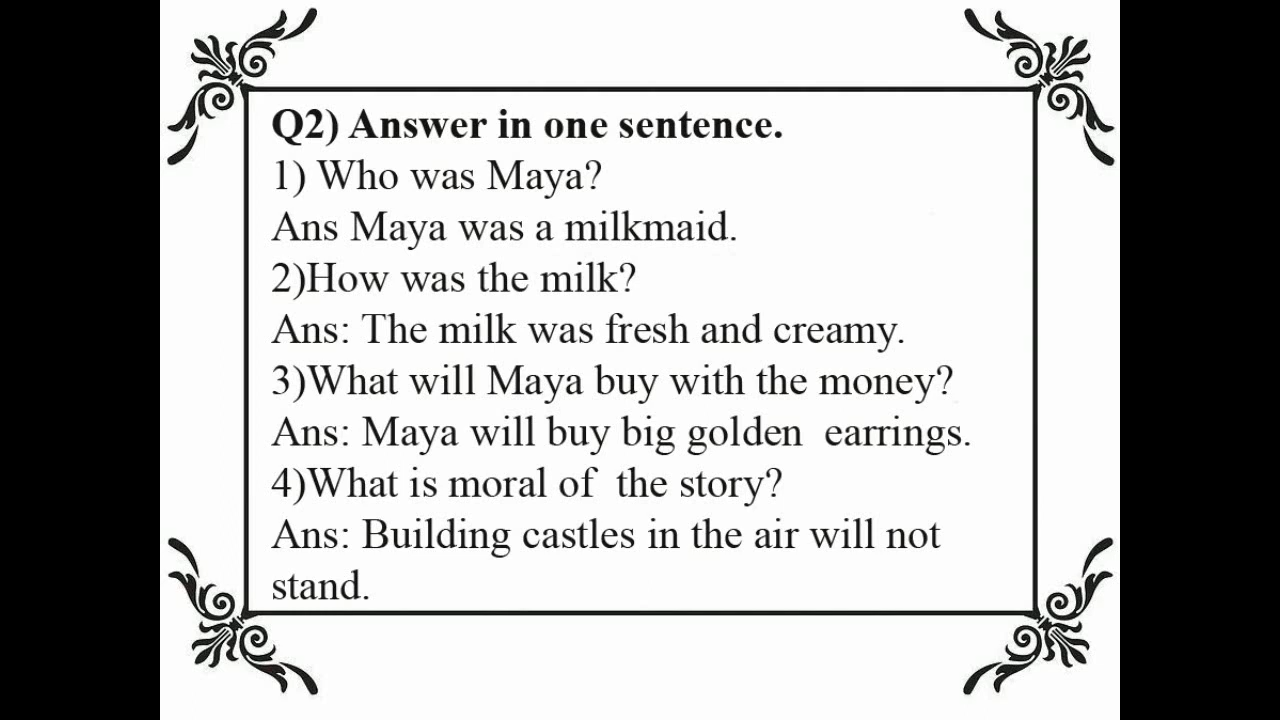 Q2) Answer in one sentence.
1) Who was Maya?
Ans Maya was a milkmaid.
2)How was the milk?
Ans: The milk was fresh and creamy.
3)What will Maya buy with the money?
Ans: Maya will buy big golden  earrings.
4)What is moral of  the story?
Ans: Building castles in the air will not
stand.